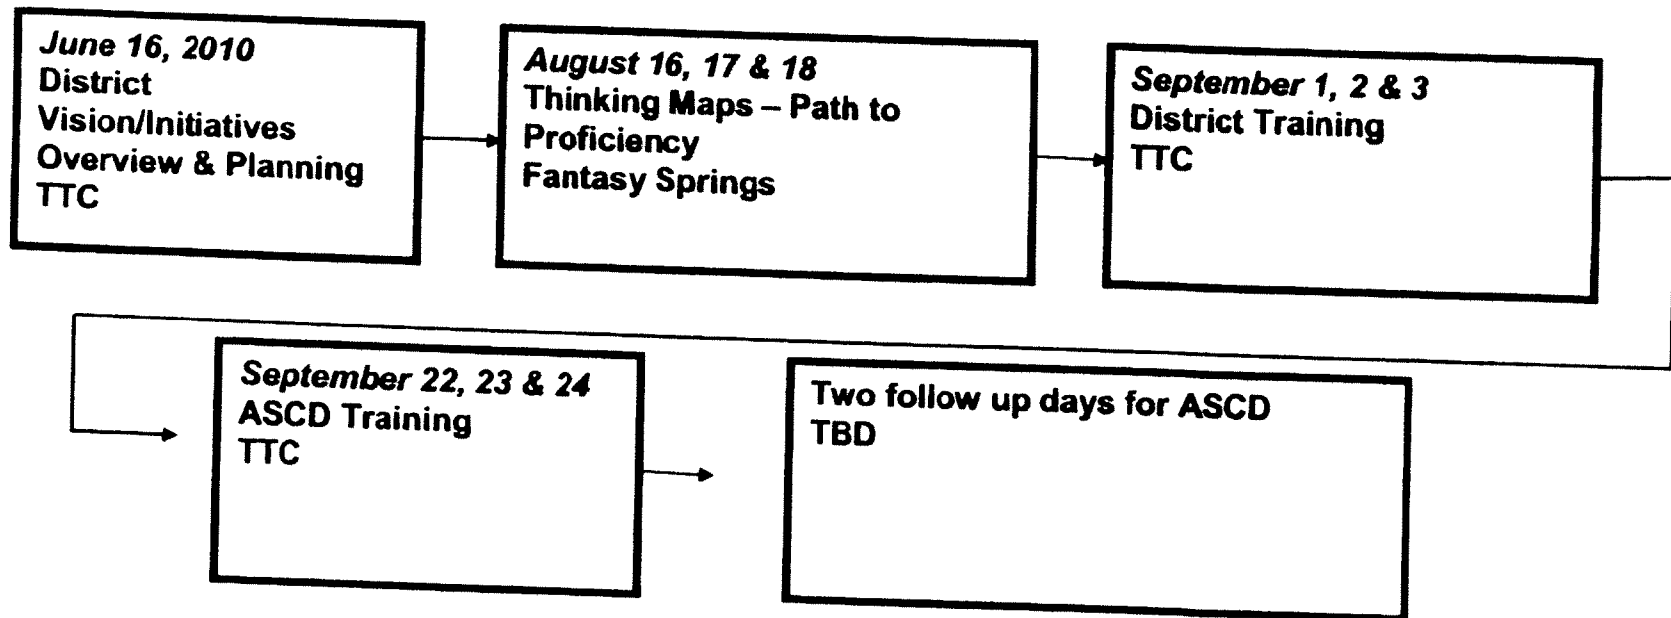 June 16, 2010
District
Vision/Initiatives
Overview & Planning
TTC
August 16, 17 & 18
Thinking Maps – Path to
Proficiency
Fantasy Springs
September 1, 2 & 3
District Training
TTC
September 22, 23 & 24
ASCD Training
TTC
Two follow up days for ASCD
TBD